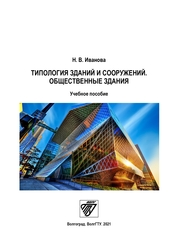 Н. В. Иванова
ТИПОЛОГИЯ ЗДАНИЙ И СООРУЖЕНИЙ.
ОБЩЕСТВЕННЫЕ ЗДАНИЯ
Учебное пособие
Волгоград ВолгГТУ 2021